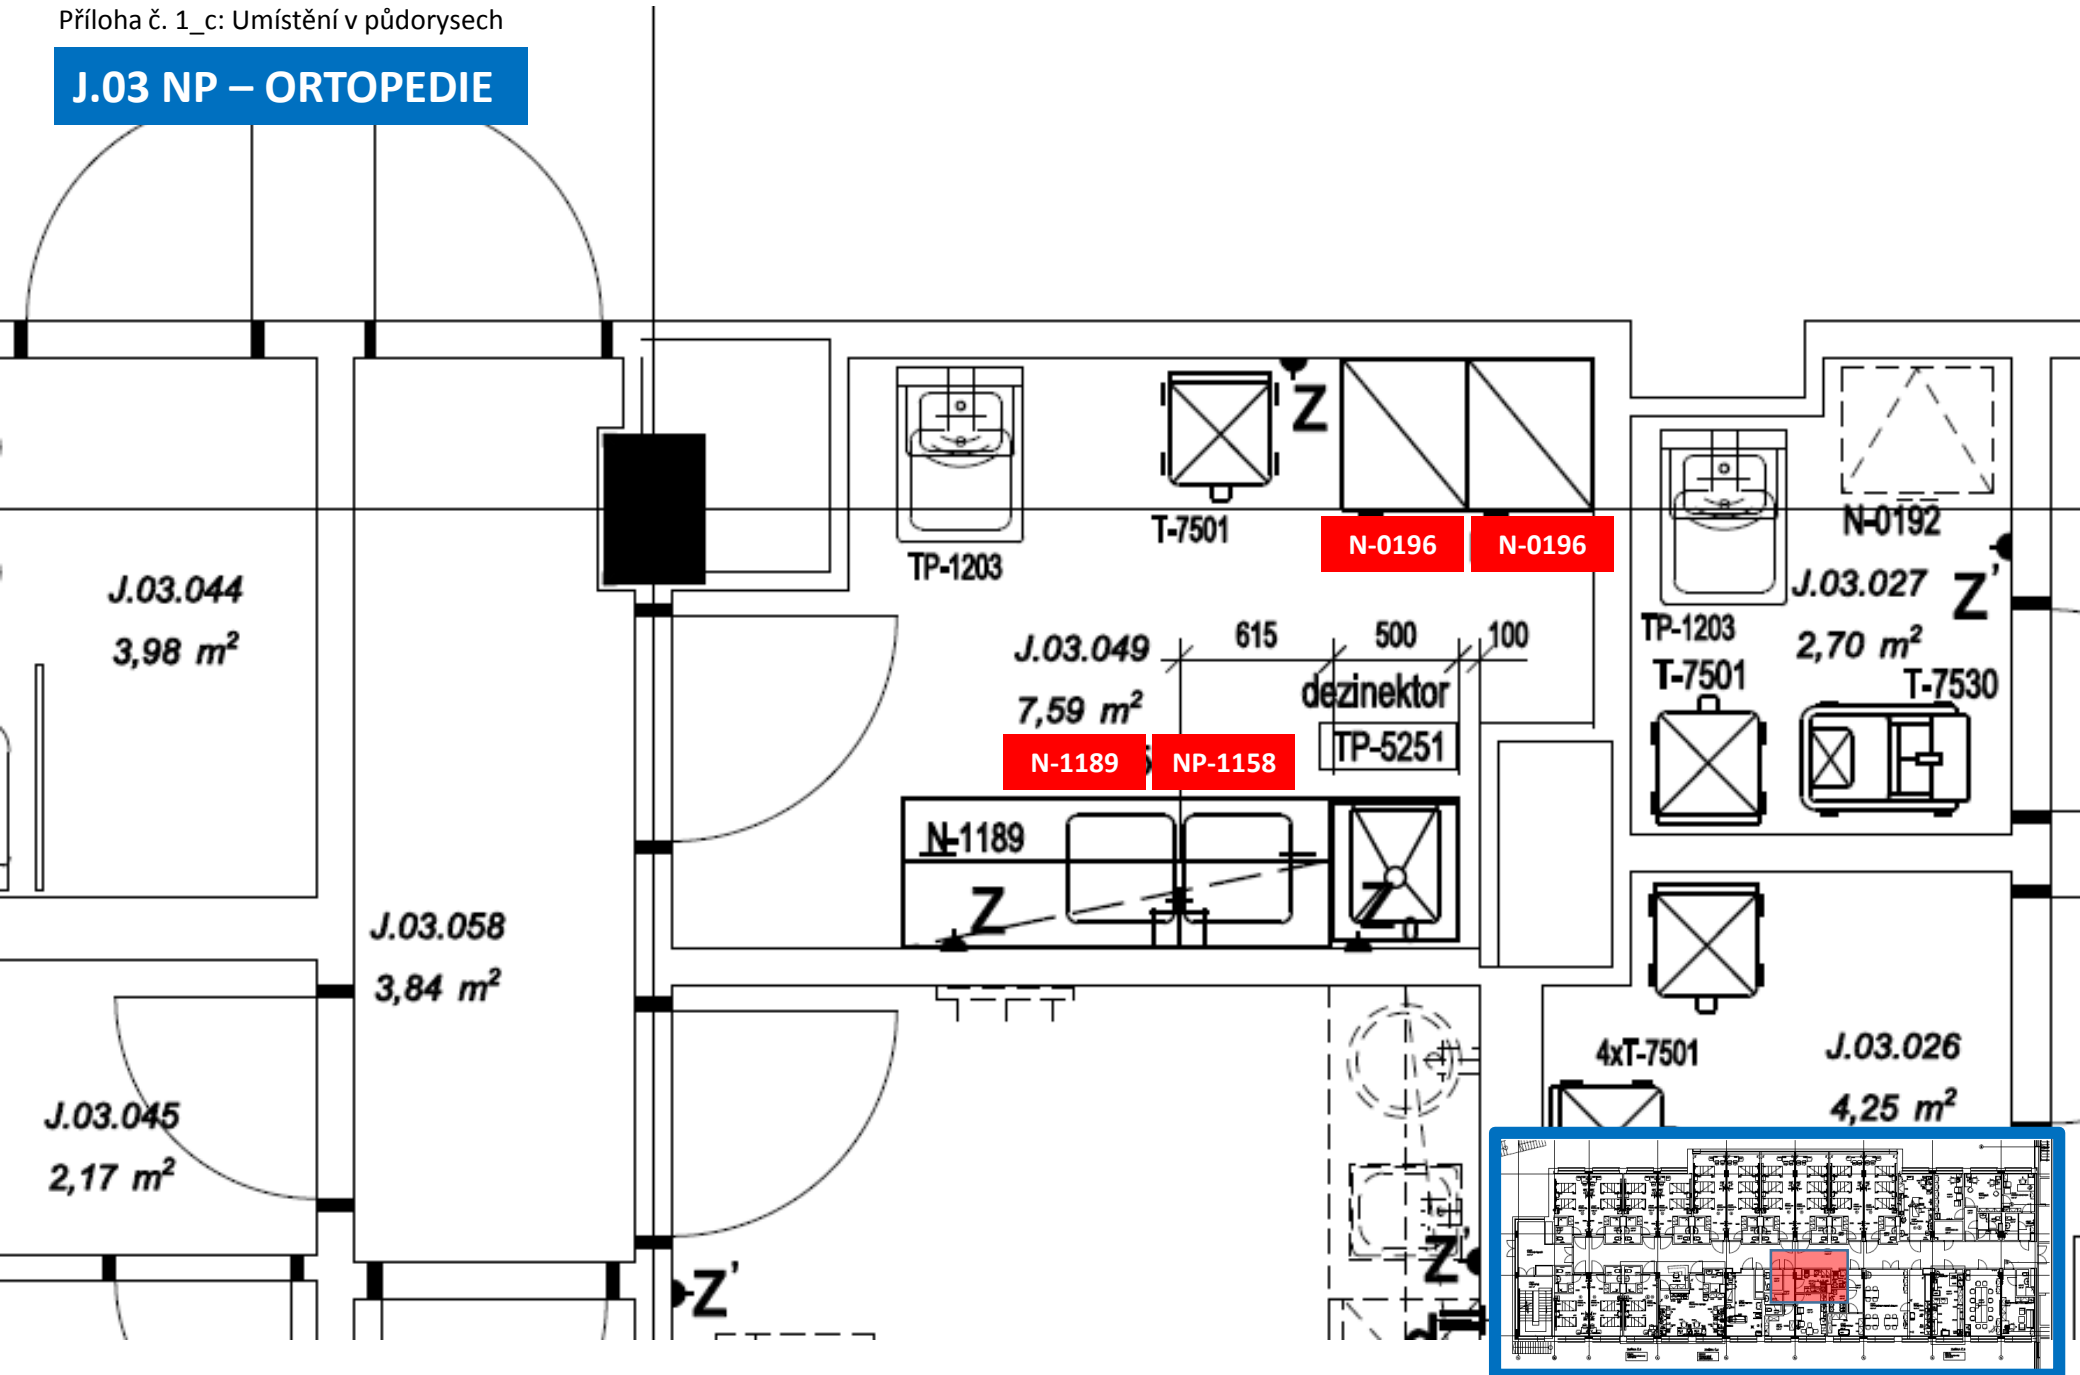 Příloha č. 1_c: Umístění v půdorysech
J.03 NP – ORTOPEDIE
Z
T-7501
TP-1203
N-0196
N-0196
N-0192
J.03.044
3,98 m²
J.03.027
2,70 m²
Z'
TP-1203
T-7501
T-7530
J.03.049
7,59 m²
615
500
100
dezinektor
TP-5251
N-1189
NP-1158
N-1189
Z
Z
J.03.058
3,84 m²
4xT-7501
J.03.026
4,25 m²
J.03.045
2,17 m²
Z'
Z'